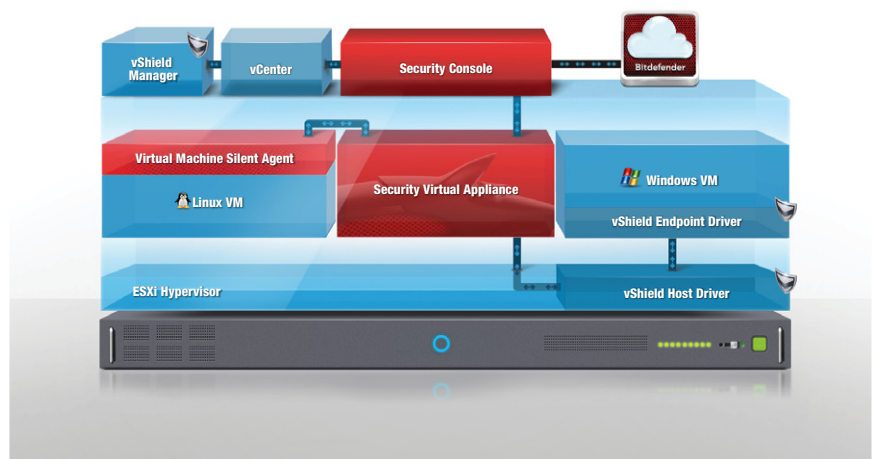 vShield
Manager
vCenter
Security Console
Bitdefender
Virtual Machine Silent Agent
Linux VM
Security Virtual Appliance
Windows VM
vShield Endpoint Driver
ESXi Hypervisor
vShield Host Driver